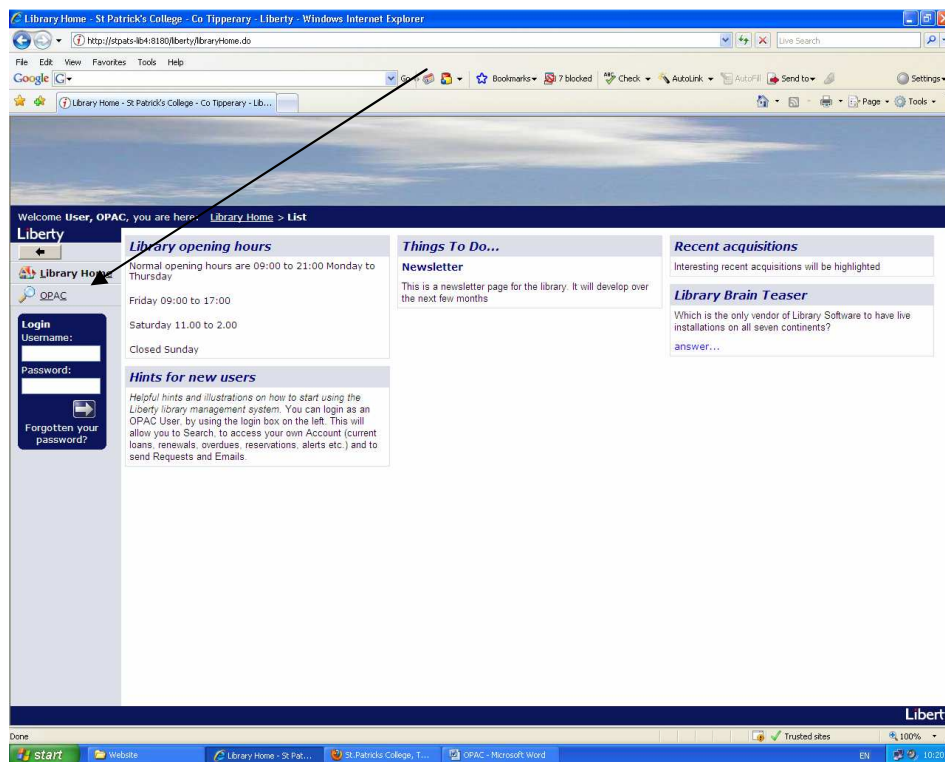 Library Home - St Patrick's College - Co Tipperary - Liberty - Windows Internet Explorer
http://stpats-lib4:8180/liberty/libraryHome.do
Live Search
File Edit View Favorites Tools Help
Google
Bookmarks 7 blocked Check AutoLink AutoFill Send to Settings
Library Home - St Patrick's College - Co Tipperary - Lib...
Page Tools
Welcome User, OPAC, you are here: Library Home > List
Liberty
Library Home
OPAC
Login
Username:
Password:
Forgotten your
password?
Library opening hours
Normal opening hours are 09:00 to 21:00 Monday to
Thursday
Friday 09:00 to 17:00
Saturday 11.00 to 2.00
Closed Sunday
Hints for new users
Helpful hints and illustrations on how to start using the
Liberty library management system. You can login as an
OPAC User, by using the login box on the left. This will
allow you to Search, to access your own Account (current
loans, renewals, overdues, reservations, alerts etc.) and to
send Requests and Emails.
Things To Do...
Newsletter
This is a newsletter page for the library. It will develop over
the next few months
Recent acquisitions
Interesting recent acquisitions will be highlighted
Library Brain Teaser
Which is the only vendor of Library Software to have live
installations on all seven continents?
answer...
Libert
Done
Trusted sites
100%
start
Website
Library Home - St Pat...
St.Patricks College, T...
OPAC - Microsoft Word
EN
10:20